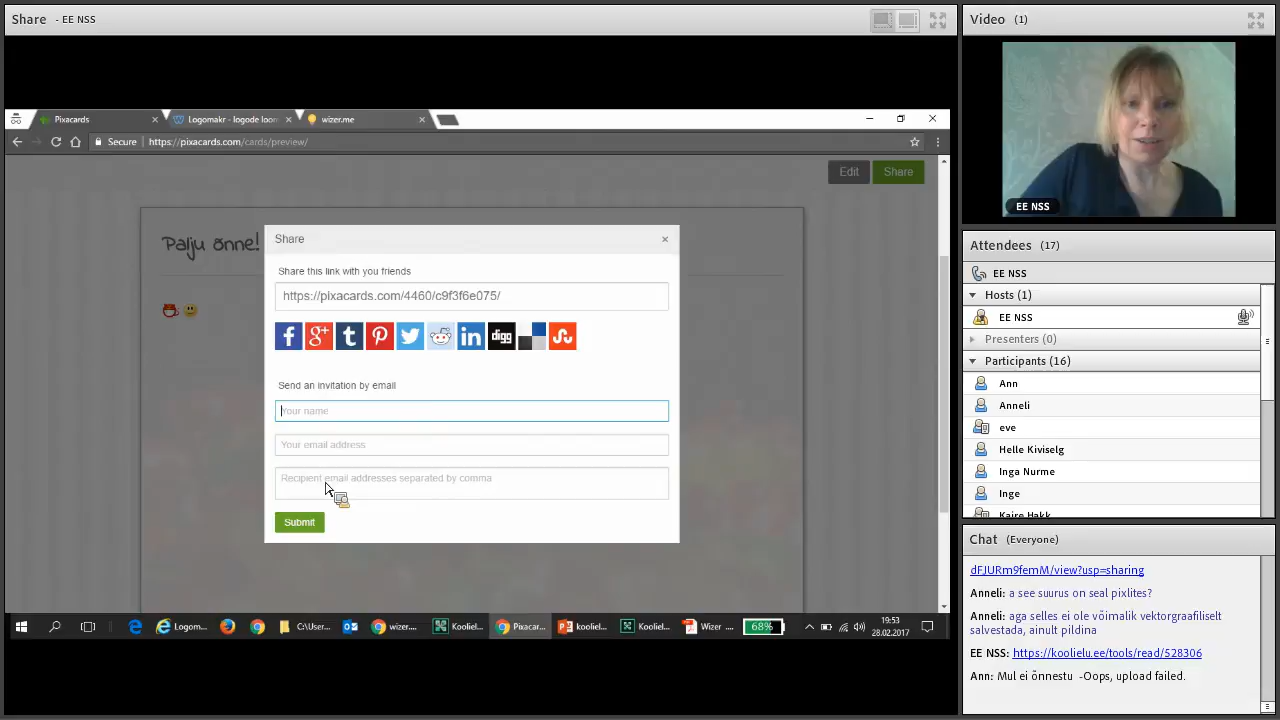 Share - EE NSS
Video (1)
Pixacards
Logomakr - logode loom
wizer.me
Secure https://pixacards.com/cards/preview/
Edit
Share
Palju õnne!
Share
×
Share this link with you friends
https://pixacards.com/4460/c9f3f6e075/
f
g+
t
in
digg
Send an invitation by email
Your name
Your email address
Recipient email addresses separated by comma
Submit
Logom...
C:\User...
wizer....
Kooliel...
Pixacar...
kooliel...
Kooliel...
Wizer ....
68%
19:53
28.02.2017
EE NSS
Attendees (17)
EE NSS
Hosts (1)
EE NSS
Presenters (0)
Participants (16)
Ann
Anneli
eve
Helle Kiviselg
Inga Nurme
Inge
Kaire Hakk
Chat (Everyone)
dFJURm9femM/view?usp=sharing
Anneli: a see suurus on seal pixlites?
Anneli: aga selles ei ole võimalik vektorgraafiliselt
salvestada, ainult pildina
EE NSS: https://koolielu.ee/tools/read/528306
Ann: Mul ei õnnestu -Oops, upload failed.